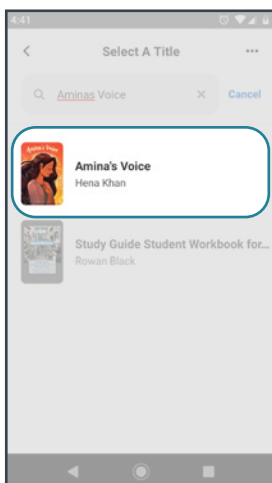 4:41
Select A Title
Aminas Voice
Cancel
Amina's Voice
Amina's Voice
Hena Khan
Study Guide Student Workbook for...
Rowan Black